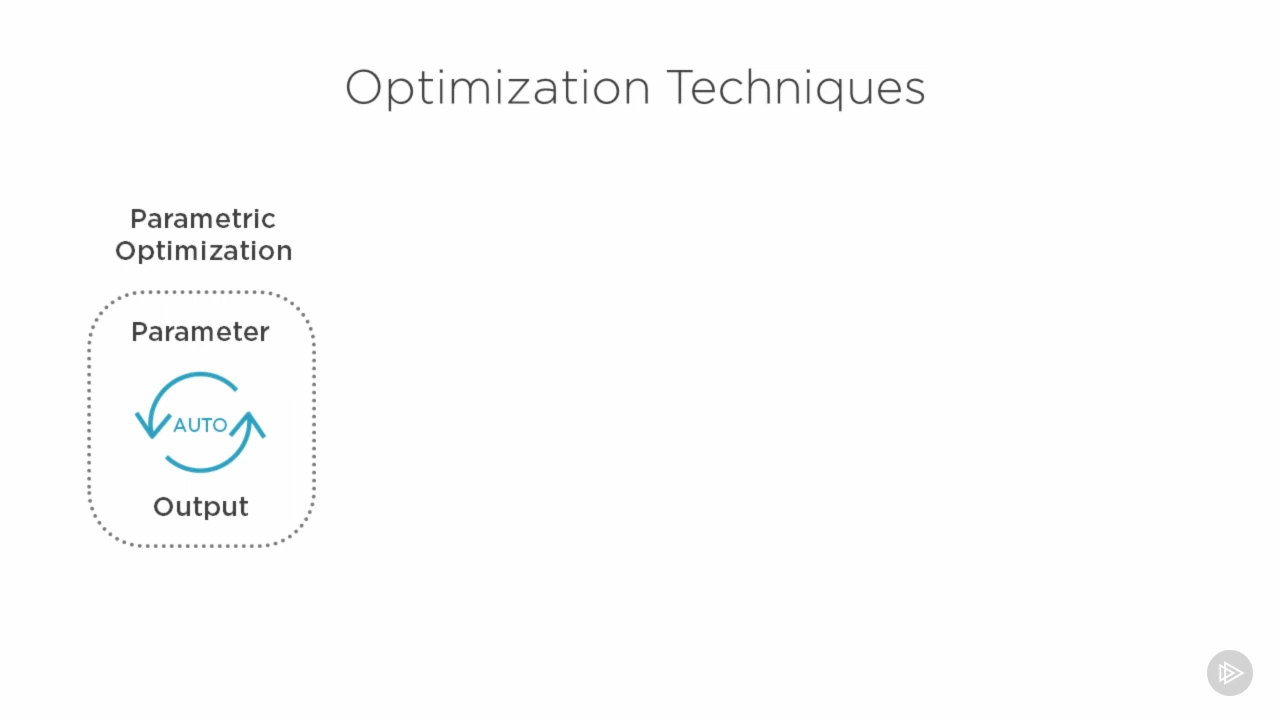 Optimization Techniques
Parametric
Optimization
Parameter
AUTO
Output